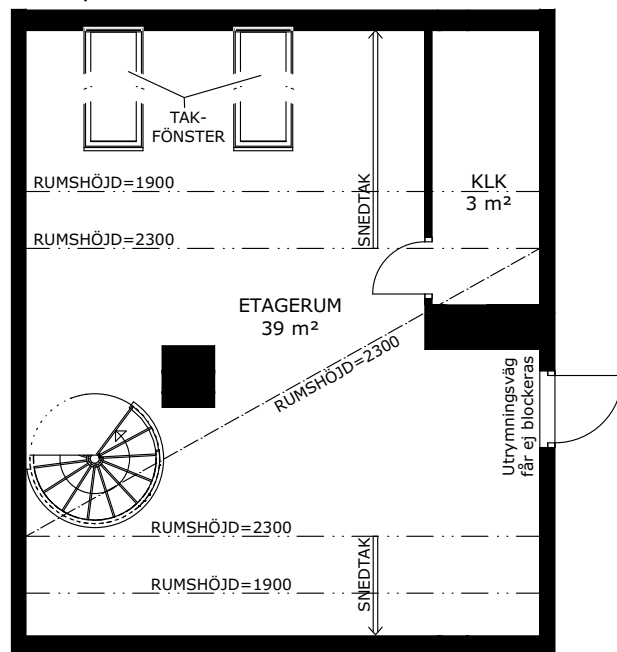 TAK-
FÖNSTER
RUMSHÖJD=1900
SNEDTAK
KLK
3 m²
RUMSHÖJD=2300
ETAGERUM
39 m²
RUMSHÖJD=2300
Utrymningsväg
får ej blockeras
RUMSHÖJD=2300
SNEDTAK
RUMSHÖJD=1900